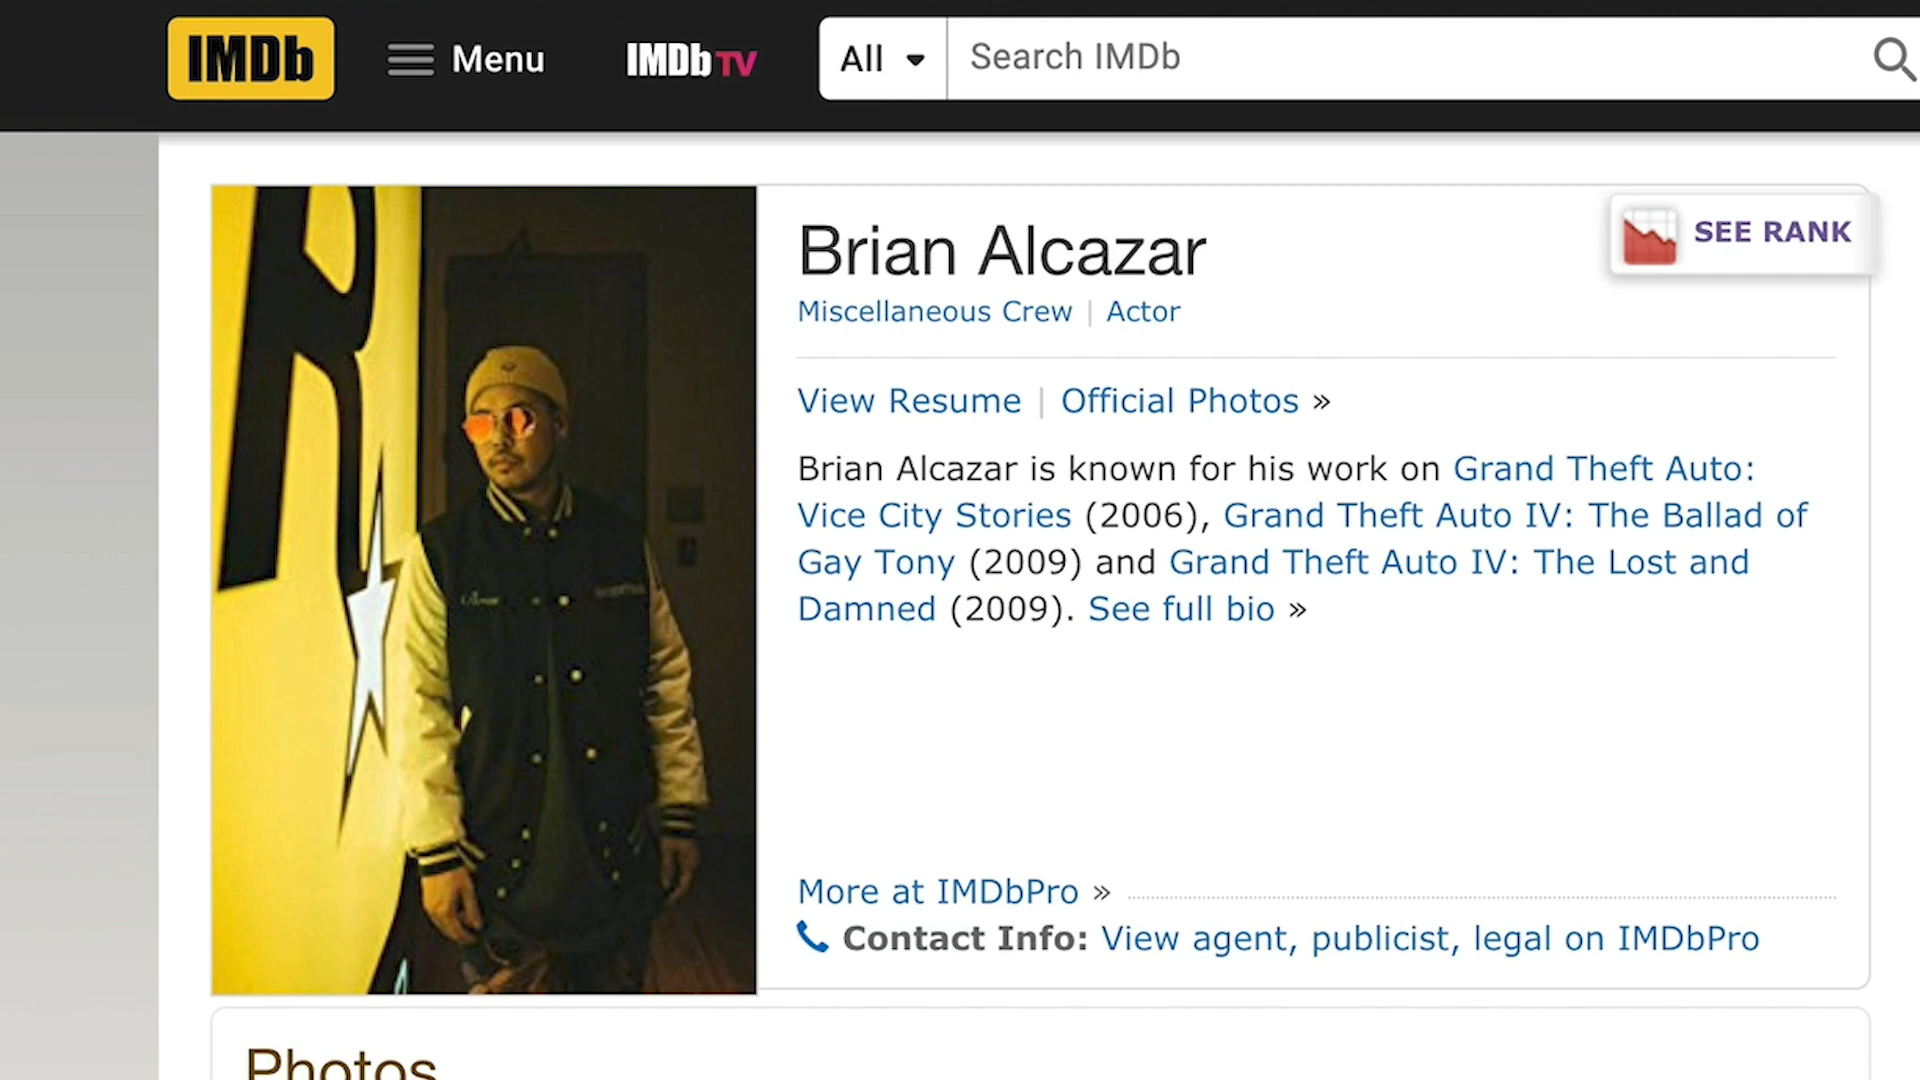 IMDb
Menu
IMDb TV
All
Search IMDb
R
Brian Alcazar
SEE RANK
Miscellaneous Crew | Actor
View Resume | Official Photos »
Brian Alcazar is known for his work on Grand Theft Auto:
Vice City Stories (2006), Grand Theft Auto IV: The Ballad of
Gay Tony (2009) and Grand Theft Auto IV: The Lost and
Damned (2009). See full bio »
More at IMDbPro »
Contact Info: View agent, publicist, legal on IMDbPro
Photos